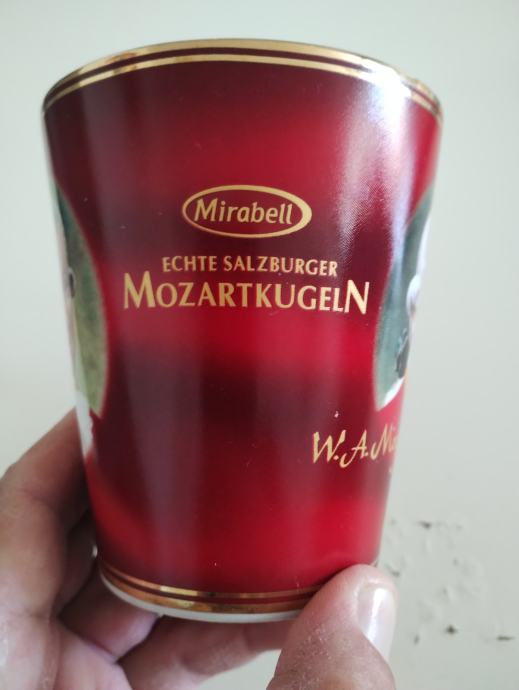 Mirabell
ECHTE SALZBURGER
MOZARTKUGELN
W.A.